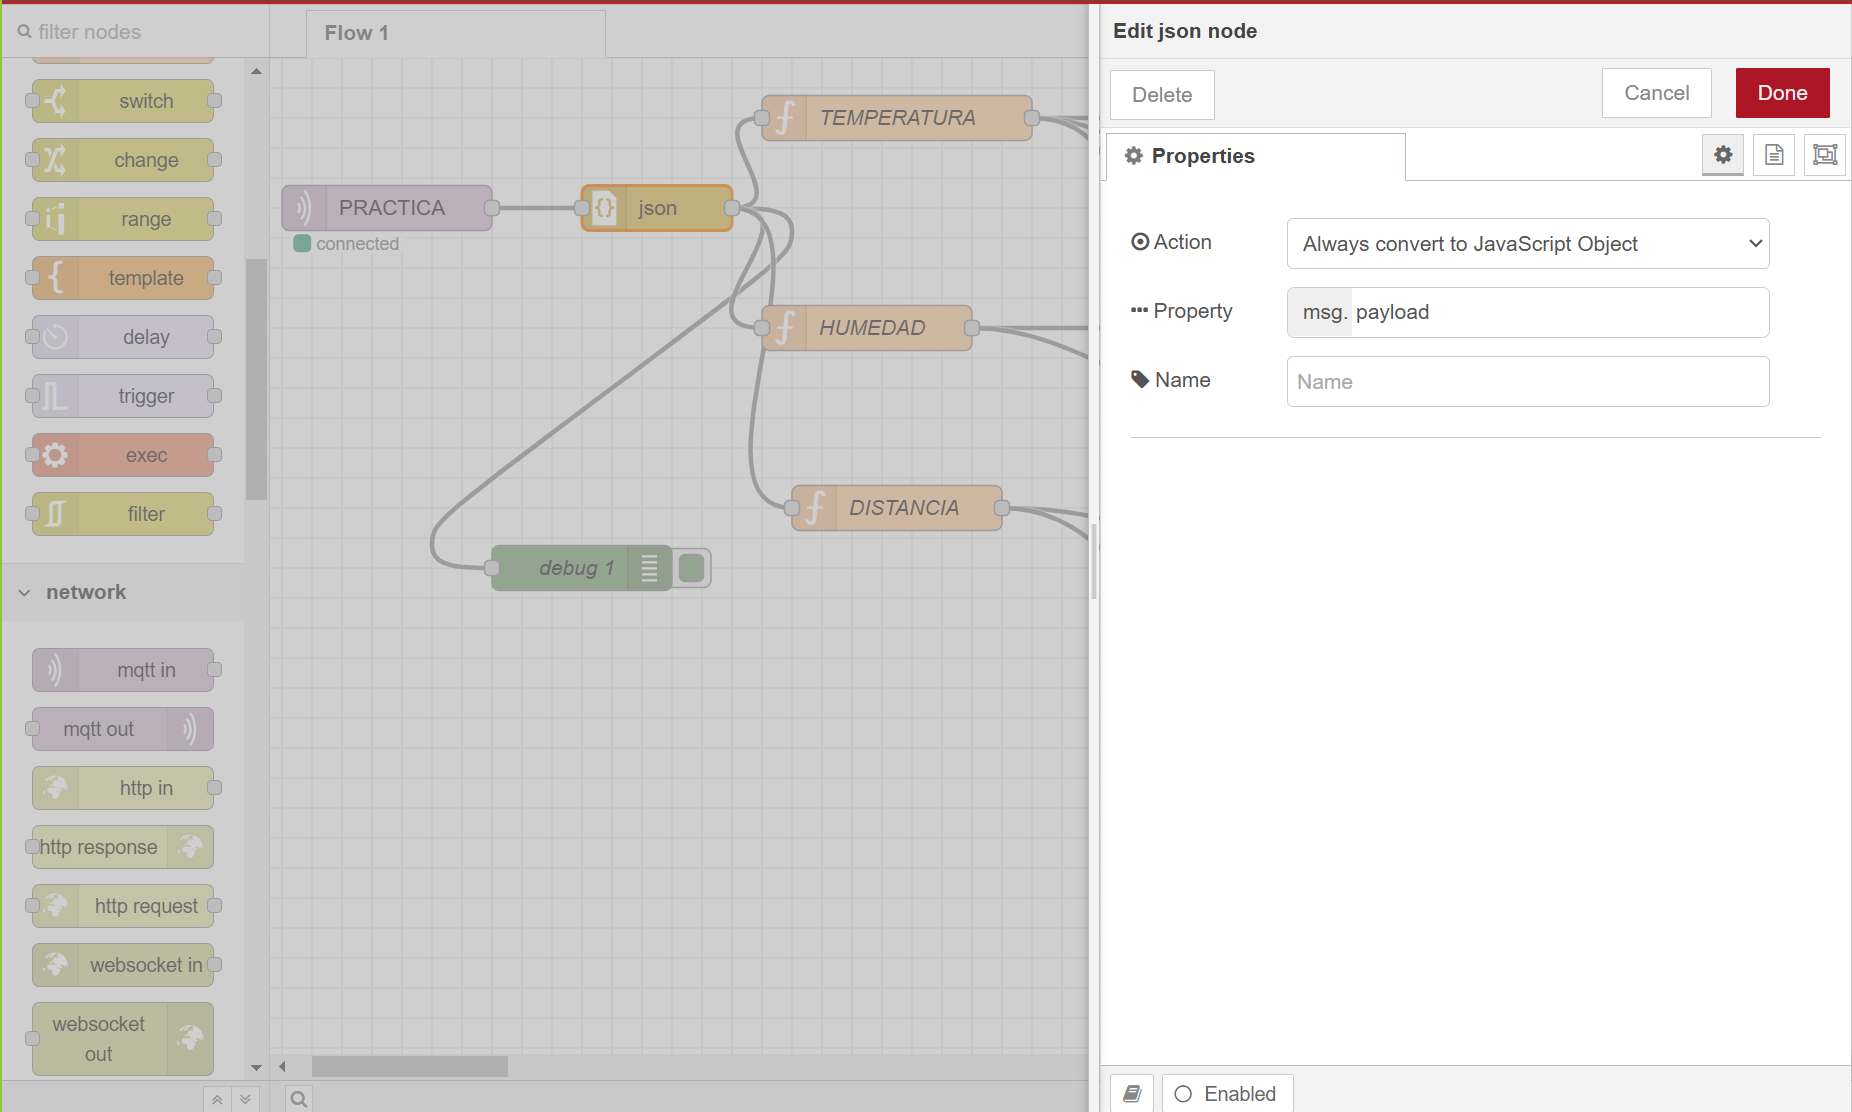 filter nodes
switch
change
range
template
delay
trigger
exec
filter
network
mqtt in
mqtt out
http in
http response
http request
websocket in
websocket
out
Flow 1
PRACTICA
connected
json
TEMPERATURA
HUMEDAD
DISTANCIA
debug 1
Edit json node
Delete
Cancel
Done
Properties
Action
Always convert to JavaScript Object
Property
msg. payload
Name
Name
Enabled